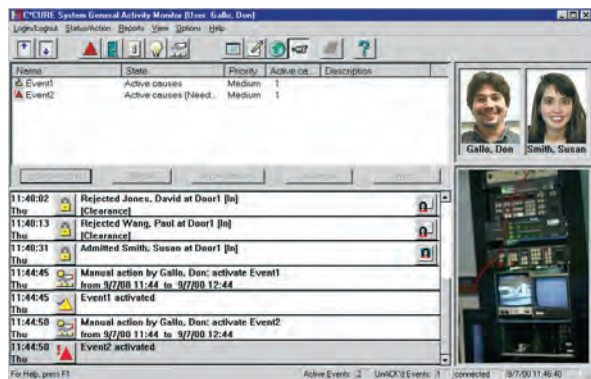 C•CURE System General Activity Monitor (User: Gallo, Don)
Login/Logout Status/Action Reports View Options Help
Name State Priority Active ca... Description
Event1 Active causes Medium 1
Event2 Active causes [Need... Medium 1
Gallo, Don Smith, Susan
11:40:02 Rejected Jones, David at Door1 [In]
Thu [Clearance]
11:40:13 Rejected Wang, Paul at Door1 [In]
Thu [Clearance]
11:40:31 Admitted Smith, Susan at Door1 [In]
Thu
11:44:45 Manual action by Gallo, Don: activate Event1
Thu from 9/7/00 11:44 to 9/7/00 12:44
11:44:45 Event1 activated
Thu
11:44:50 Manual action by Gallo, Don: activate Event2
Thu from 9/7/00 11:44 to 9/7/00 12:44
11:44:50 Event2 activated
Thu
For Help, press F1 Active Events: 2 UnACK'd Events: 1 connected 9/7/00 11:46:40